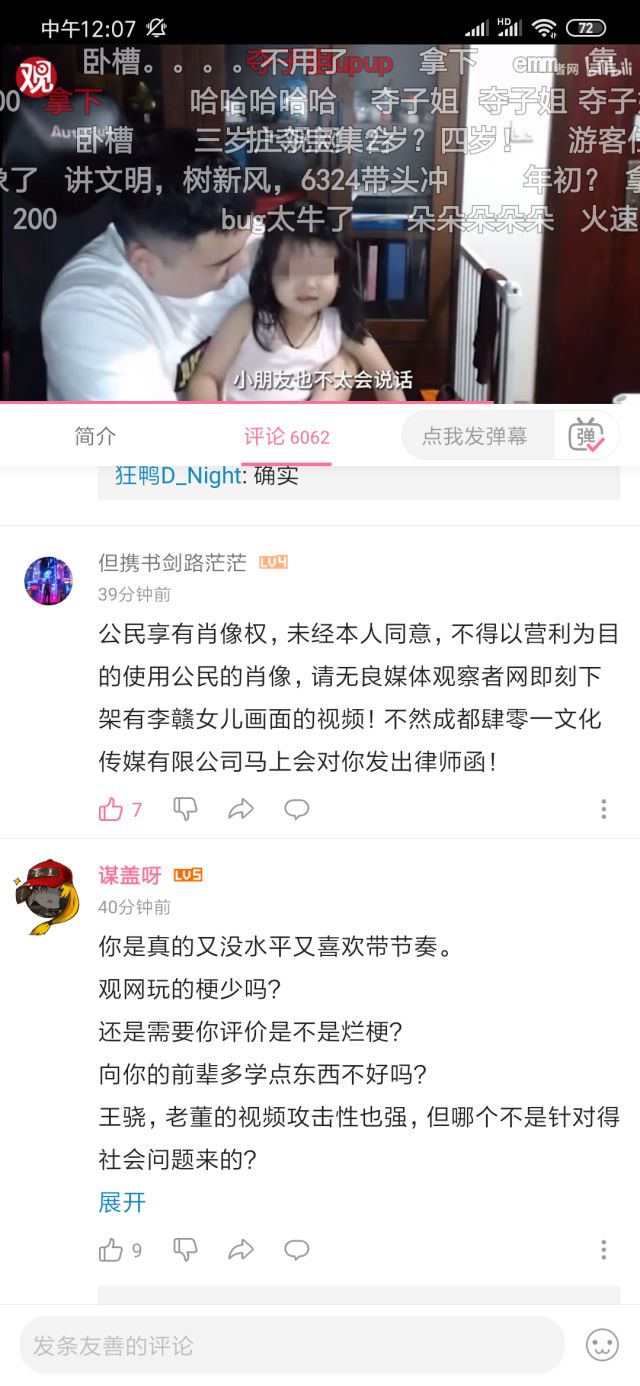 中午12:07
HD
72
观
卧槽。。。。不用了 拿下 emm
拿下 哈哈哈哈哈 夺子姐 夺子姐 夺子
卧槽 四岁！ 游客
象了 讲文明，树新风，6324带头冲 年初？ 拿
200 bug太牛了 朵朵朵朵朵 火速
小朋友也不太会说话
简介 评论 6062 点我发弹幕 弹
狂鸭D_Night: 确实
但携书剑路茫茫 LV4
39分钟前
公民享有肖像权，未经本人同意，不得以营利为目
的使用公民的肖像，请无良媒体观察者网即刻下
架有李赣女儿画面的视频！不然成都肆零一文化
传媒有限公司马上会对你发出律师函！
7
谋盖呀 LV5
40分钟前
你是真的又没水平又喜欢带节奏。
观网玩的梗少吗？
还是需要你评价是不是烂梗？
向你的前辈多学点东西不好吗？
王骁，老董的视频攻击性也强，但哪个不是针对得
社会问题来的？
展开
9
发条友善的评论